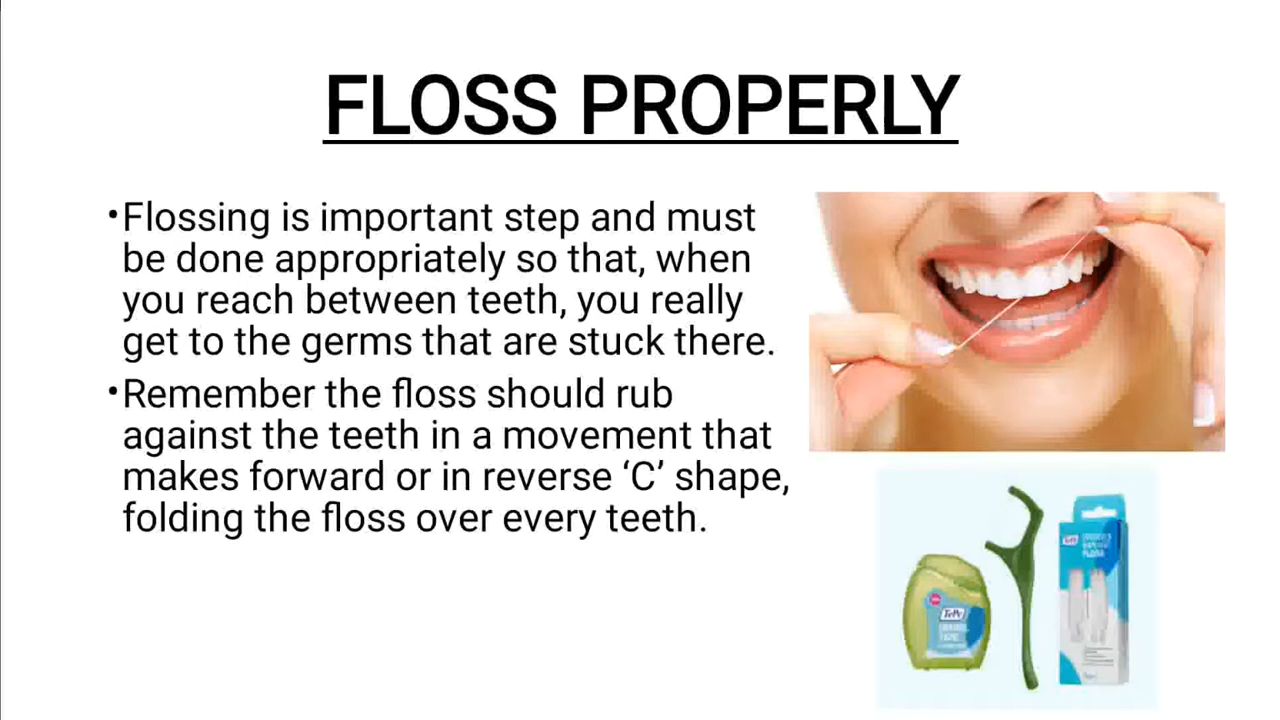 FLOSS PROPERLY
•Flossing is important step and must
be done appropriately so that, when
you reach between teeth, you really
get to the germs that are stuck there.
•Remember the floss should rub
against the teeth in a movement that
makes forward or in reverse ‘C’ shape,
folding the floss over every teeth.
TePe
FLOSS